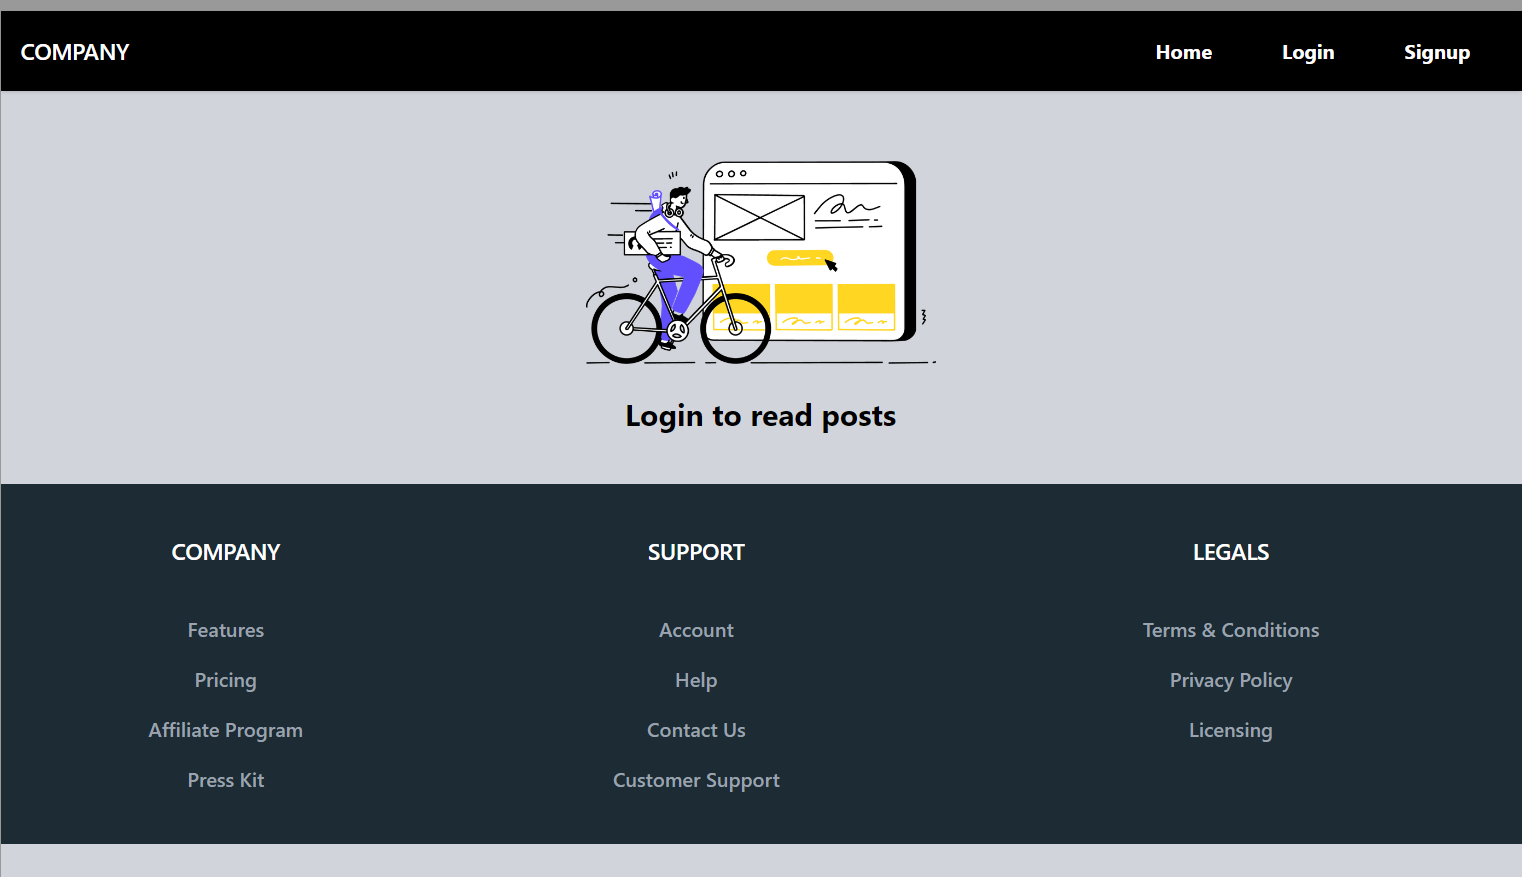 COMPANY
Home
Login
Signup
Login to read posts
COMPANY
Features
Pricing
Affiliate Program
Press Kit
SUPPORT
Account
Help
Contact Us
Customer Support
LEGALS
Terms & Conditions
Privacy Policy
Licensing